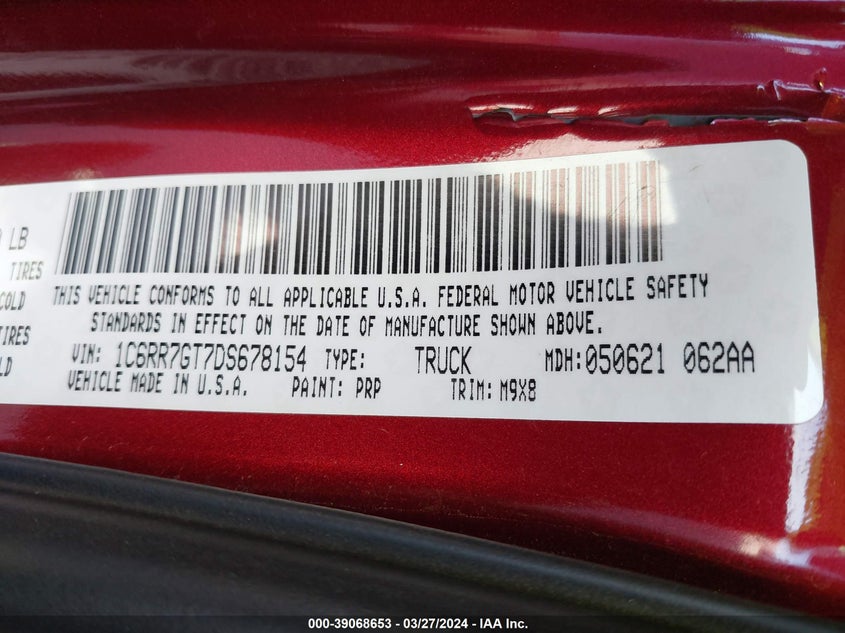 0 LB
TIRES
COLD
TIRES
LD
THIS VEHICLE CONFORMS TO ALL APPLICABLE U.S.A. FEDERAL MOTOR VEHICLE SAFETY
STANDARDS IN EFFECT ON THE DATE OF MANUFACTURE SHOWN ABOVE.
VIN: 1C6RR7GT7DS678154 TYPE: TRUCK MDH:050621 062AA
VEHICLE MADE IN U.S.A. PAINT: PRP TRIM: M9X8
000-39068653 - 03/27/2024 - IAA Inc.